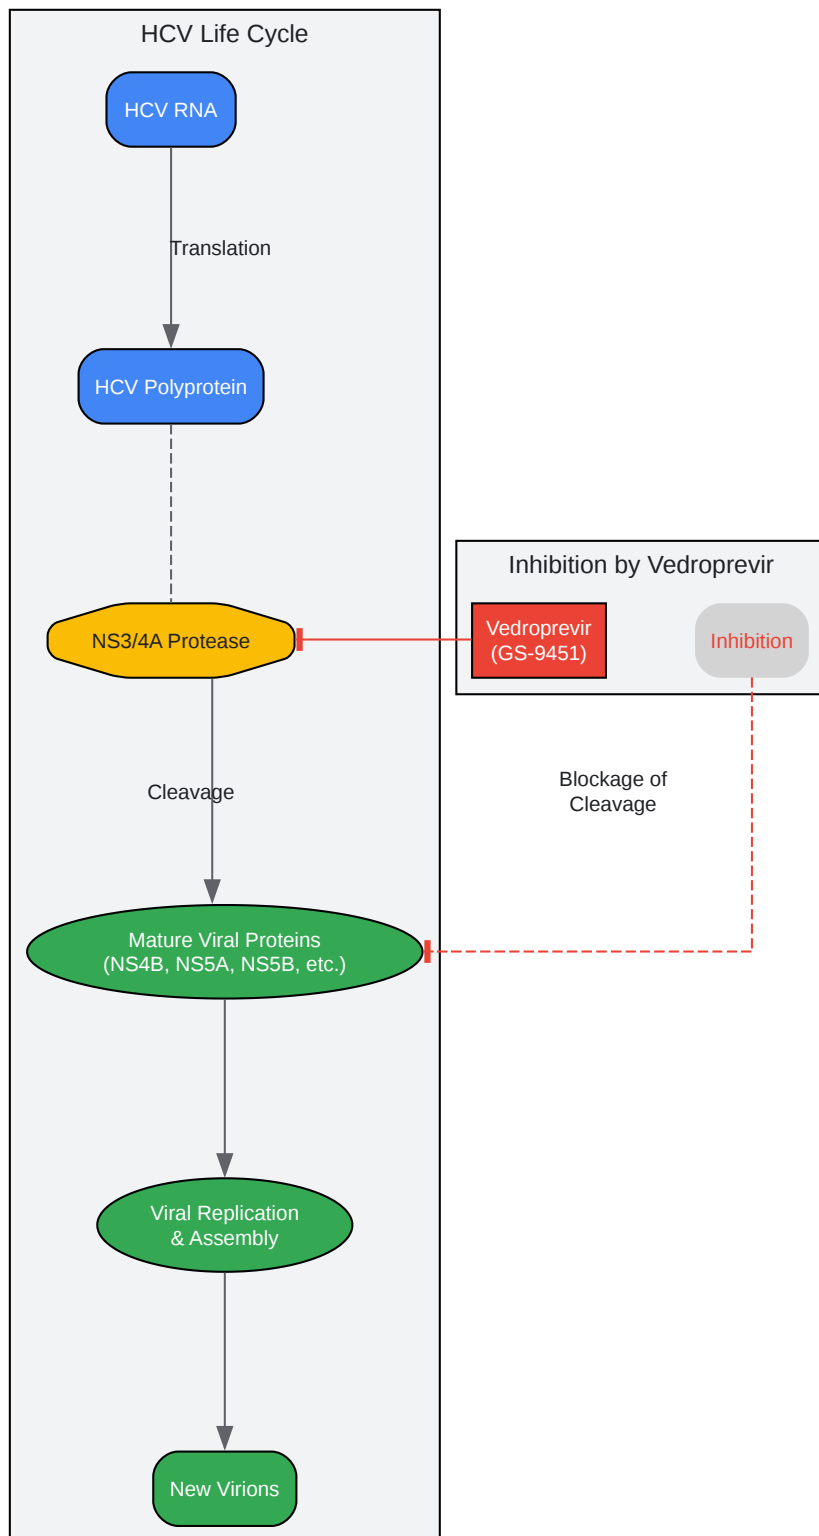 HCV Life Cycle
HCV RNA
Translation
HCV Polyprotein
Inhibition by Vedroprevir
NS3/4A Protease
Vedroprevir
(GS-9451)
Inhibition
Cleavage
Blockage of
Cleavage
Mature Viral Proteins
(NS4B, NS5A, NS5B, etc.)
Viral Replication
& Assembly
New Virions